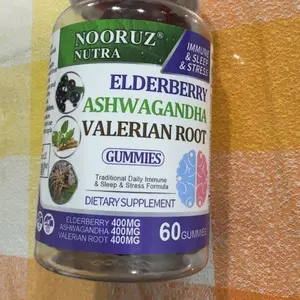 NOORUZ®
NUTRA
IMMUNE
& SLEEP
& STRESS
ELDERBERRY
ASHWAGANDHA
VALERIAN ROOT
GUMMIES
Traditional Daily Immune
& Sleep & Stress Formula
DIETARY SUPPLEMENT
ELDERBERRY 400MG
ASHWAGANDHA 400MG
VALERIAN ROOT 400MG
60 GUMMIES